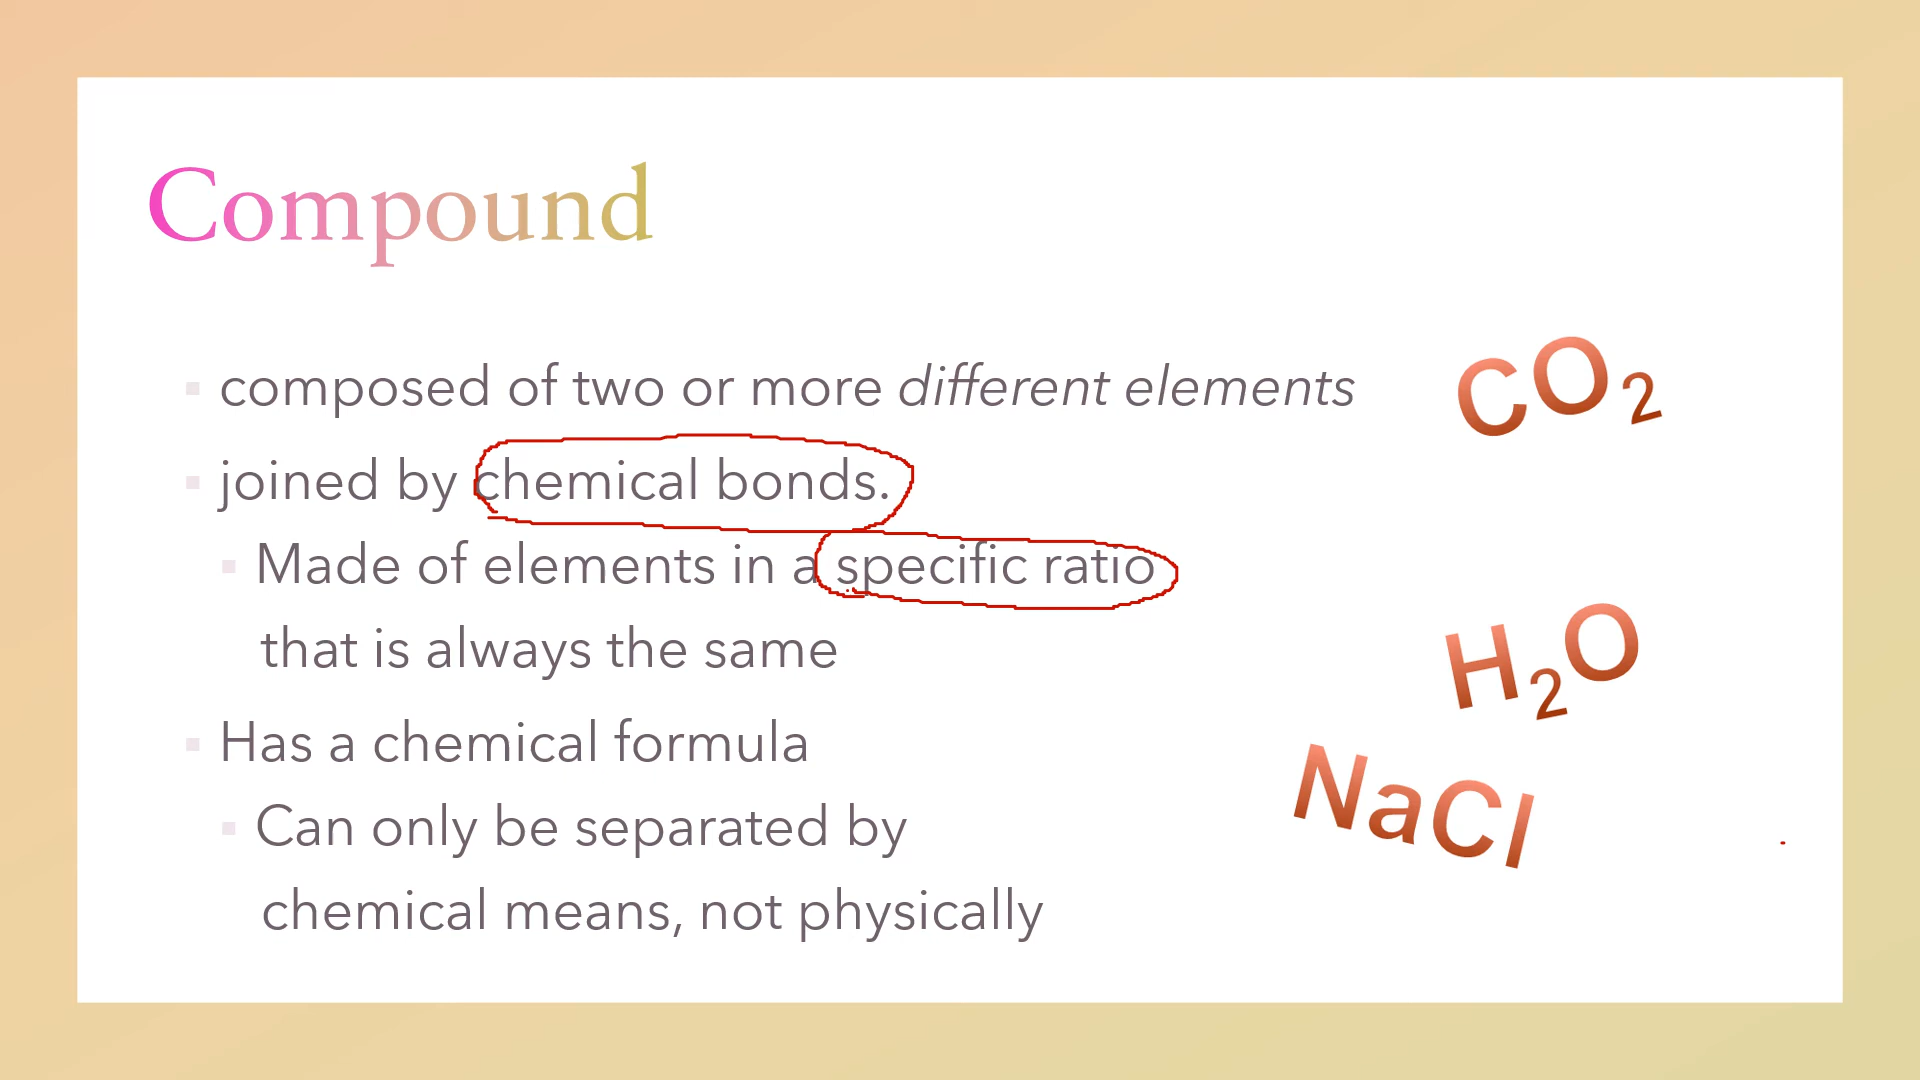 Compound
composed of two or more different elements
joined by chemical bonds.
Made of elements in a specific ratio
that is always the same
Has a chemical formula
Can only be separated by
chemical means, not physically
CO₂
H₂O
NaCl